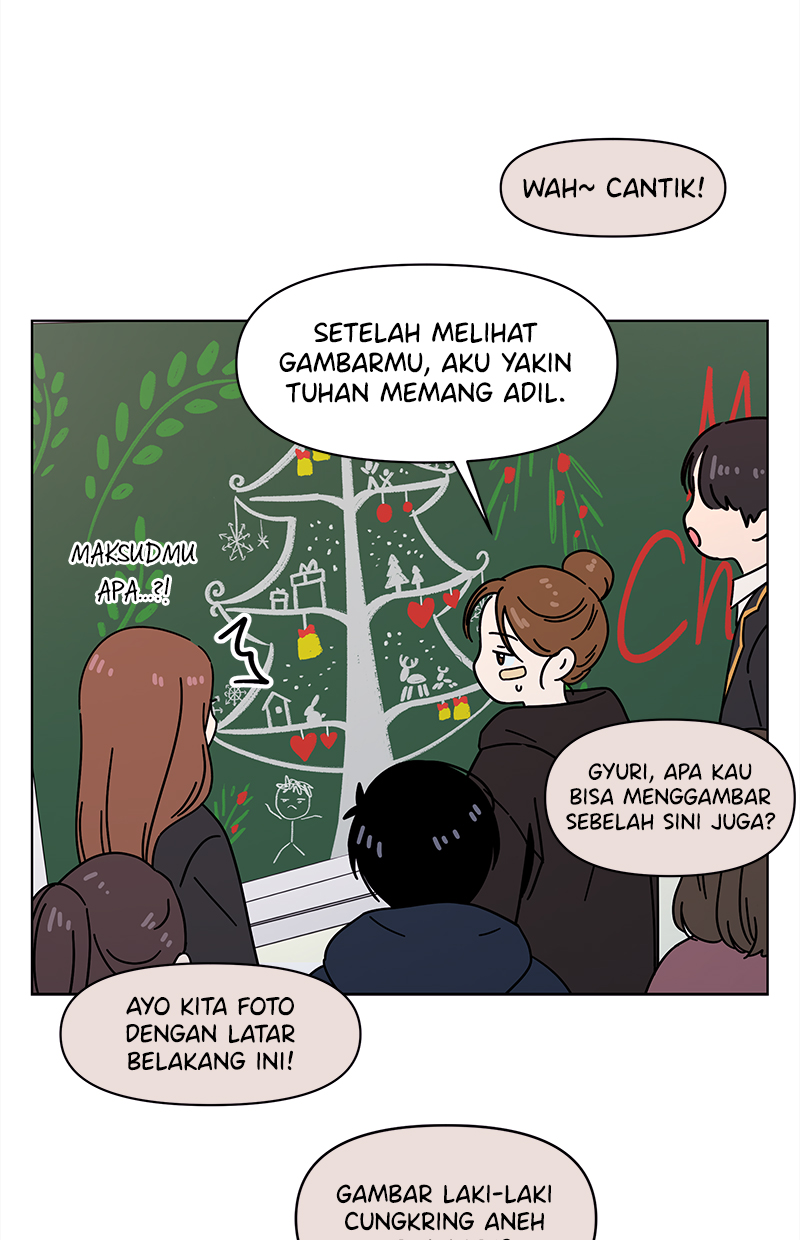 WAH~ CANTIK!
SETELAH MELIHAT
GAMBARMU, AKU YAKIN
TUHAN MEMANG ADIL.
MAKSUDMU
APA...?!
M
Ch
GYURI, APA KAU
BISA MENGGAMBAR
SEBELAH SINI JUGA?
AYO KITA FOTO
DENGAN LATAR
BELAKANG INI!
GAMBAR LAKI-LAKI
CUNGKRING ANEH